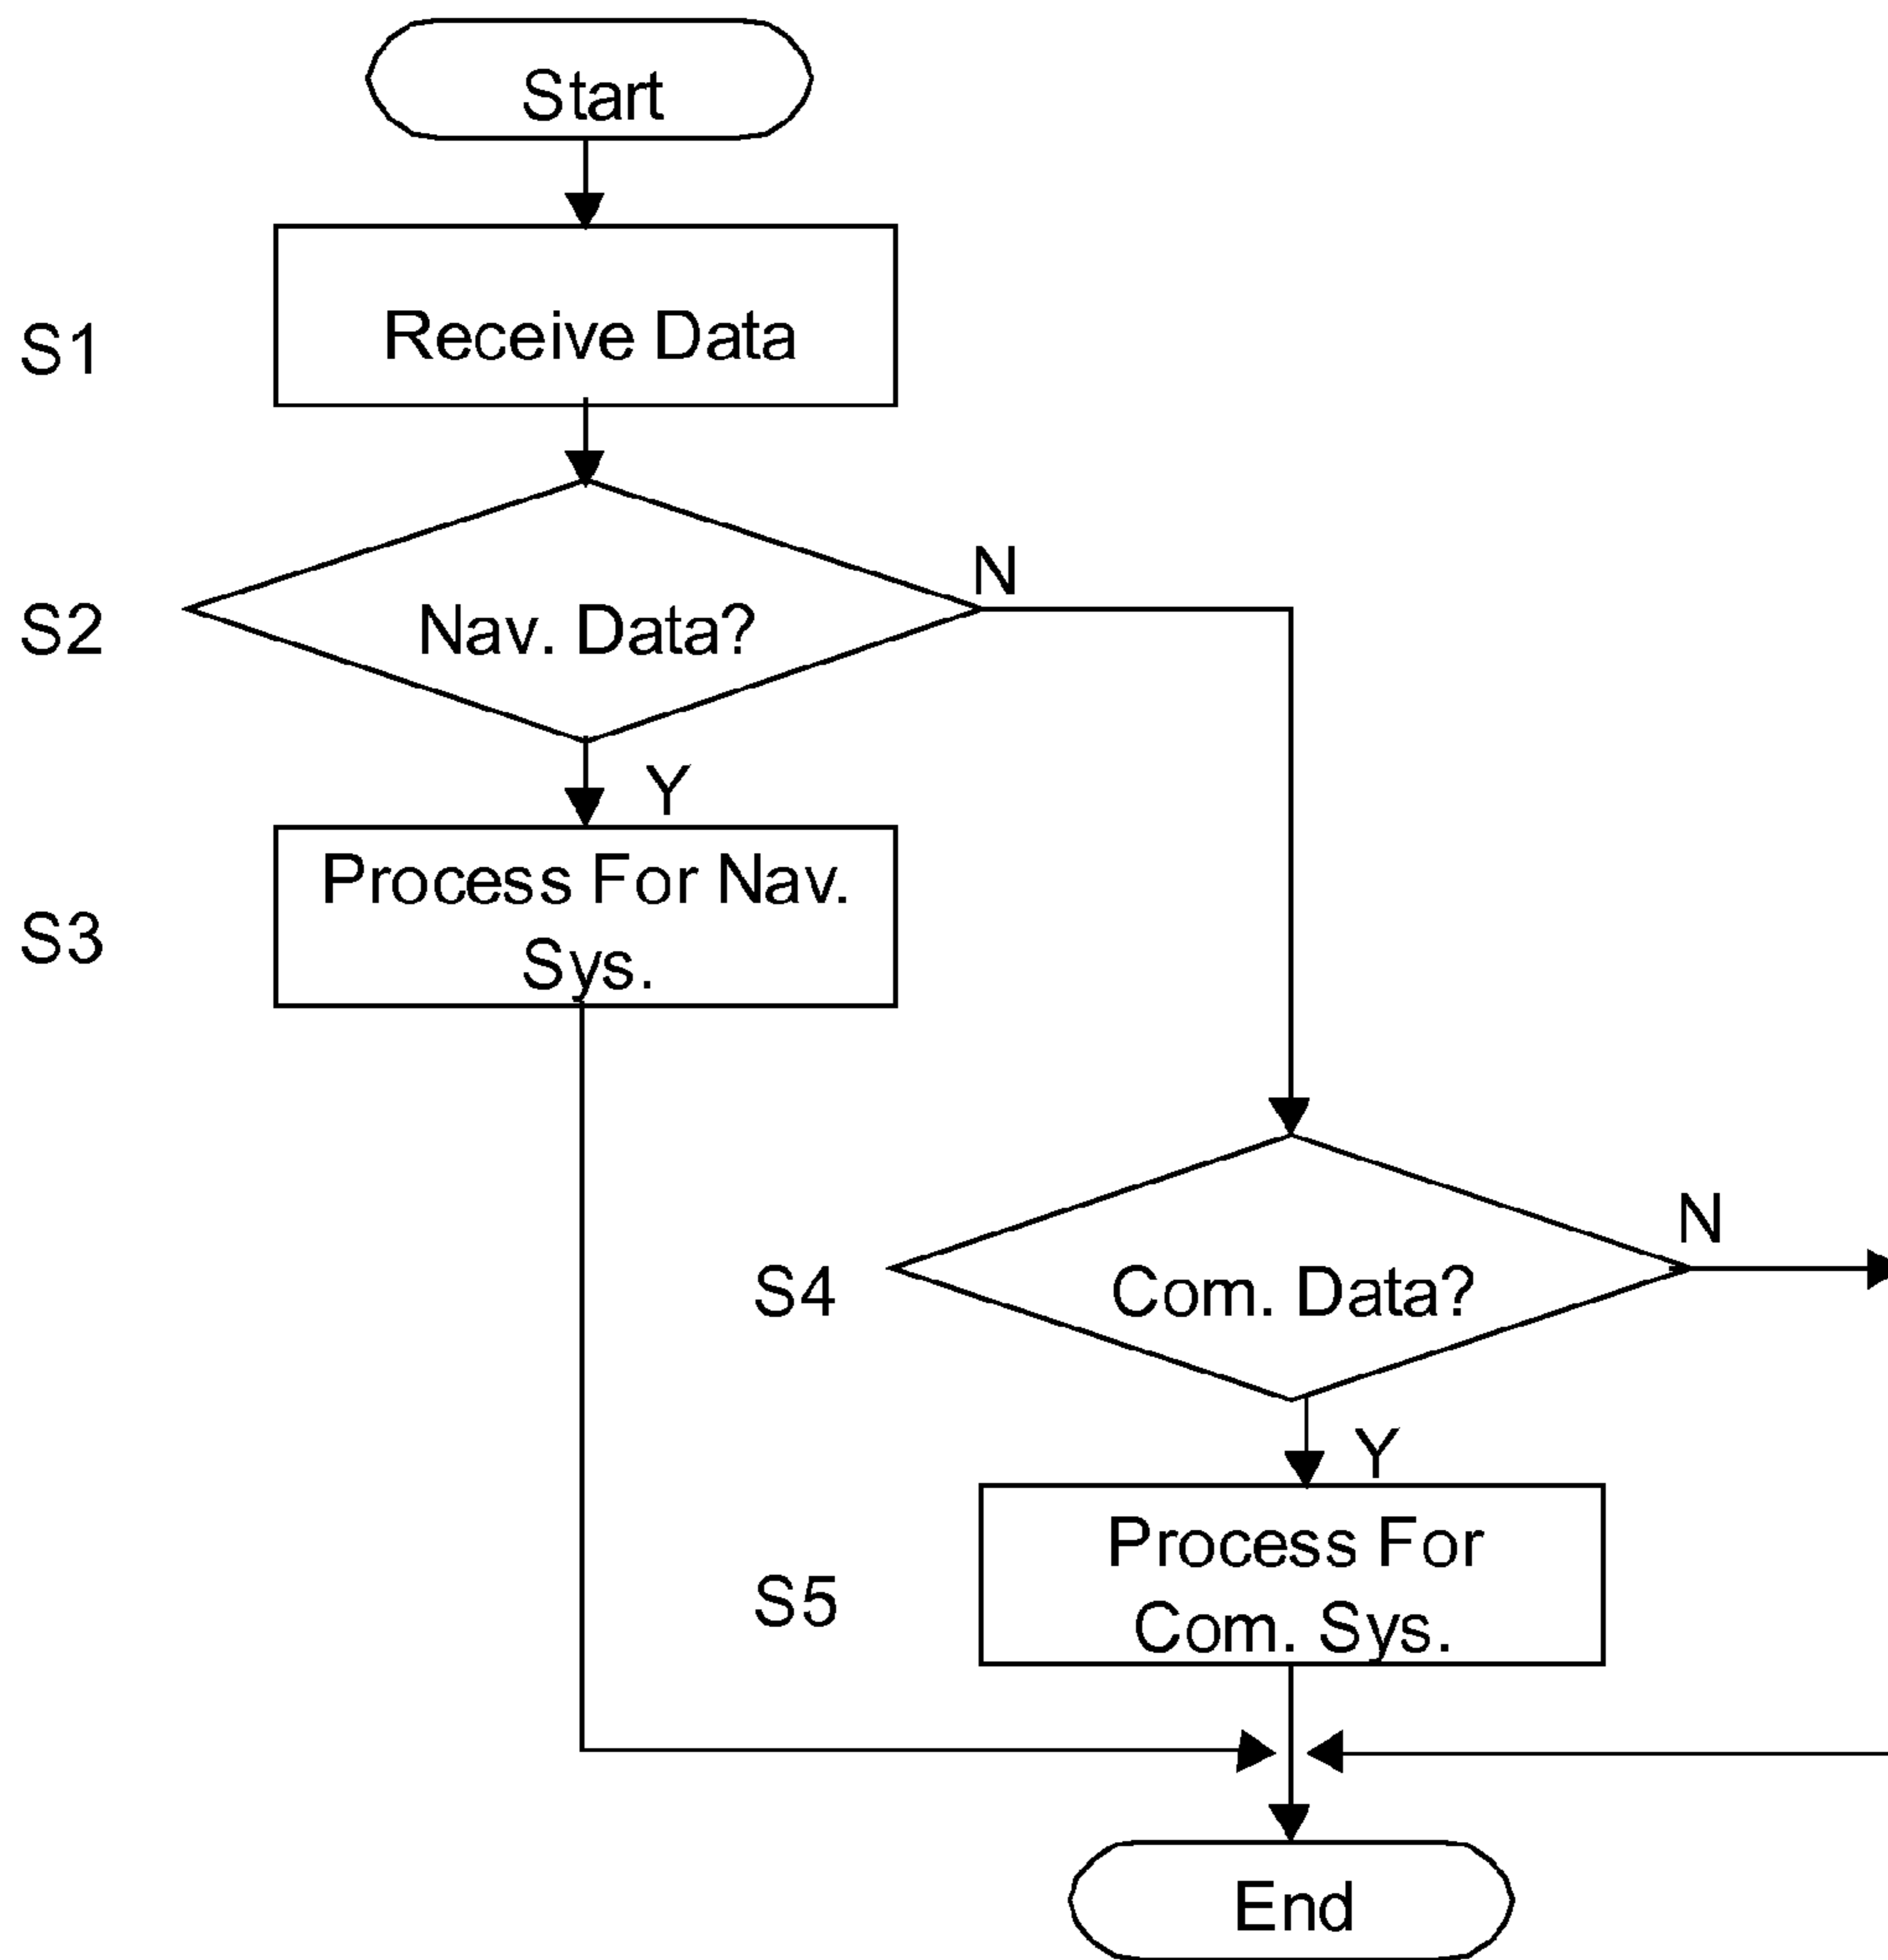 Start
S1
Receive Data
S2
Nav. Data?
N
Y
S3
Process For Nav.
Sys.
S4
Com. Data?
N
Y
S5
Process For
Com. Sys.
End